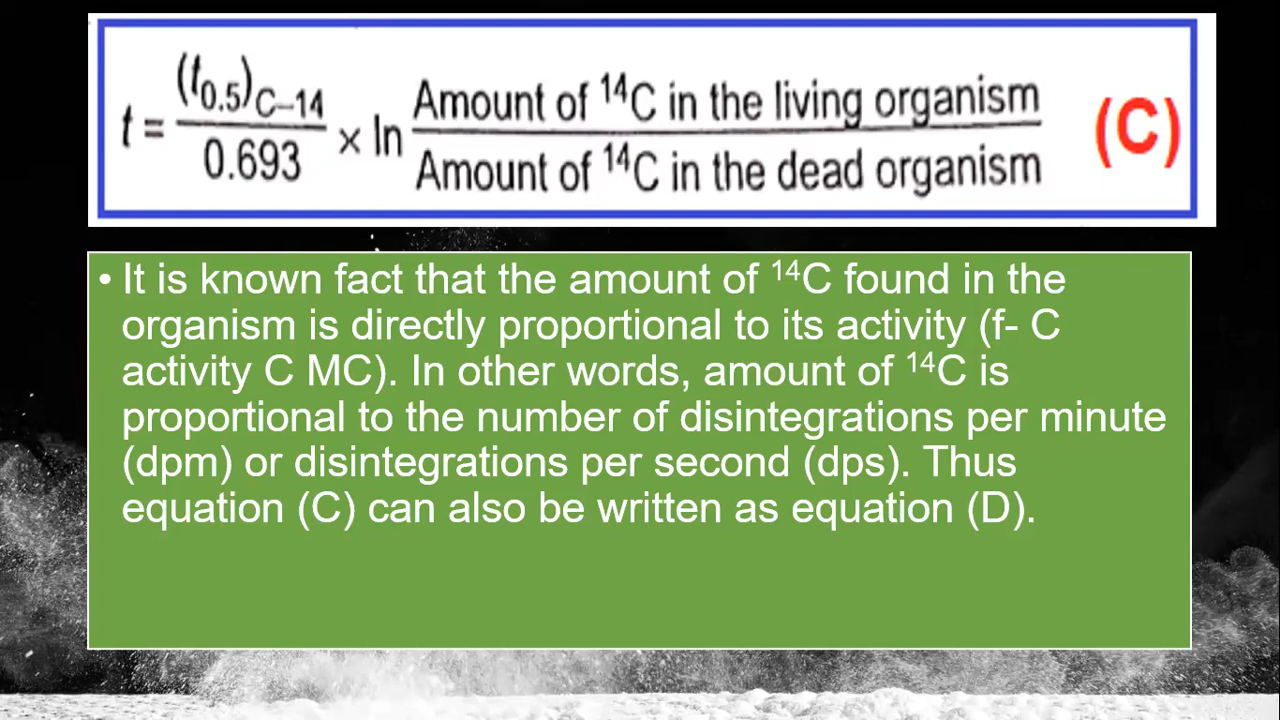 t = (t0.5)C–14 / 0.693 × ln Amount of ¹⁴C in the living organism / Amount of ¹⁴C in the dead organism (C)
• It is known fact that the amount of ¹⁴C found in the
organism is directly proportional to its activity (f- C
activity C MC). In other words, amount of ¹⁴C is
proportional to the number of disintegrations per minute
(dpm) or disintegrations per second (dps). Thus
equation (C) can also be written as equation (D).